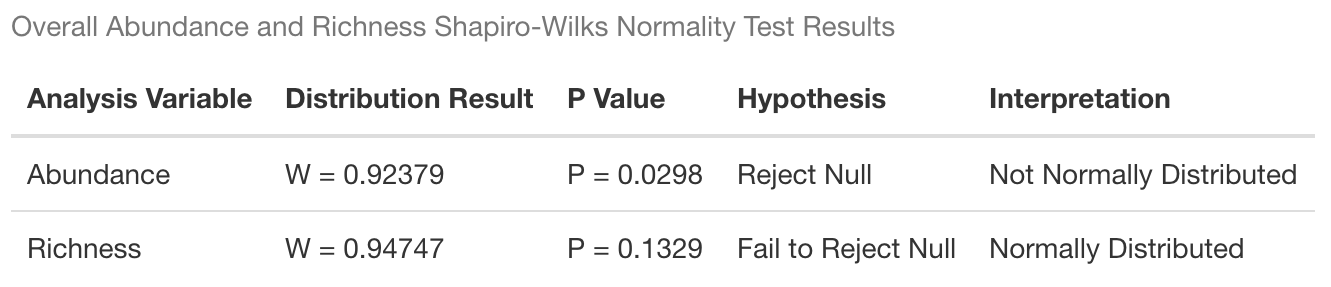 Overall Abundance and Richness Shapiro-Wilks Normality Test Results
Analysis Variable Distribution Result P Value Hypothesis Interpretation
Abundance W = 0.92379 P = 0.0298 Reject Null Not Normally Distributed
Richness W = 0.94747 P = 0.1329 Fail to Reject Null Normally Distributed